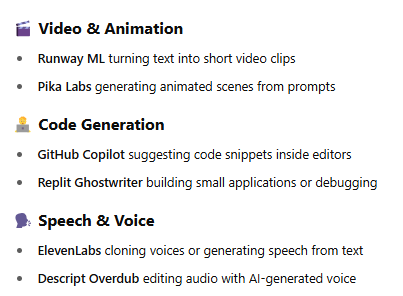 🎬 Video & Animation
• Runway ML turning text into short video clips
• Pika Labs generating animated scenes from prompts
🧑‍💻 Code Generation
• GitHub Copilot suggesting code snippets inside editors
• Replit Ghostwriter building small applications or debugging
🗣️ Speech & Voice
• ElevenLabs cloning voices or generating speech from text
• Descript Overdub editing audio with AI-generated voice